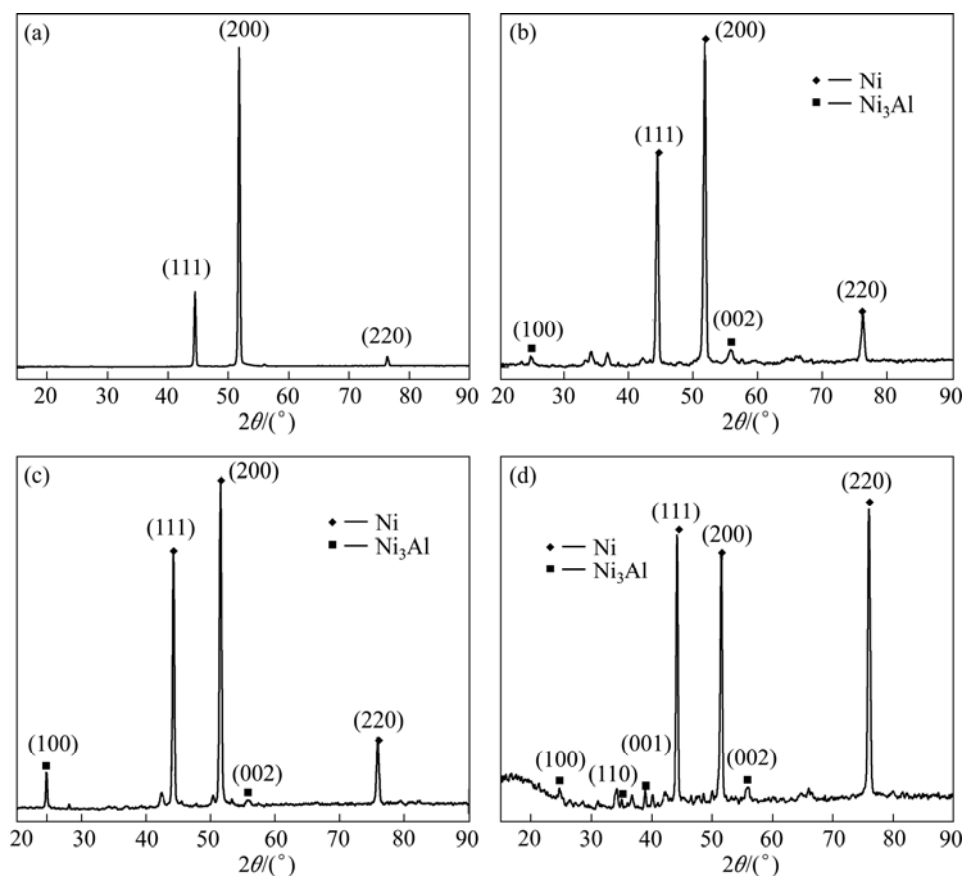 (a)
(200)
(111)
(220)
20 30 40 50 60 70 80 90
2θ/(°)
(b)
(200)
◆ — Ni
■ — Ni₃Al
(111)
(220)
(002)
(100)
20 30 40 50 60 70 80 90
2θ/(°)
(c)
(200)
(111)
◆ — Ni
■ — Ni₃Al
(220)
(100)
(002)
20 30 40 50 60 70 80 90
2θ/(°)
(d)
(220)
(111)
(200)
◆ — Ni
■ — Ni₃Al
(001)
(100)
(110)
(002)
20 30 40 50 60 70 80 90
2θ/(°)